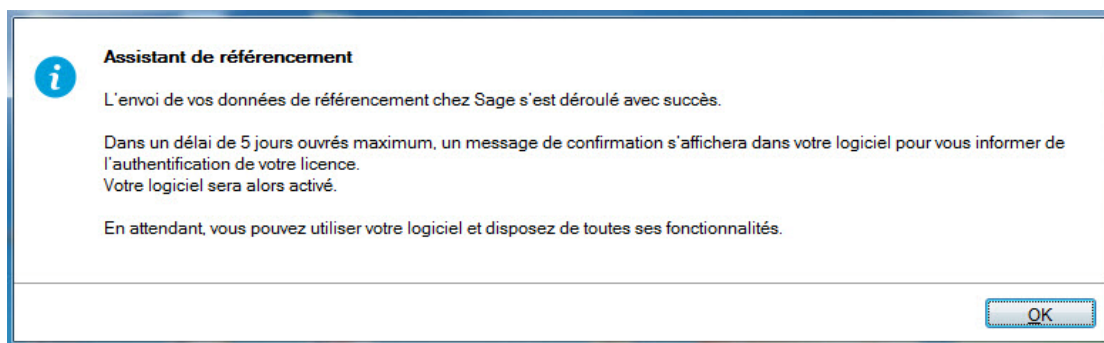 Assistant de référencement
L'envoi de vos données de référencement chez Sage s'est déroulé avec succès.
Dans un délai de 5 jours ouvrés maximum, un message de confirmation s'affichera dans votre logiciel pour vous informer de
l'authentification de votre licence.
Votre logiciel sera alors activé.
En attendant, vous pouvez utiliser votre logiciel et disposez de toutes ses fonctionnalités.
OK